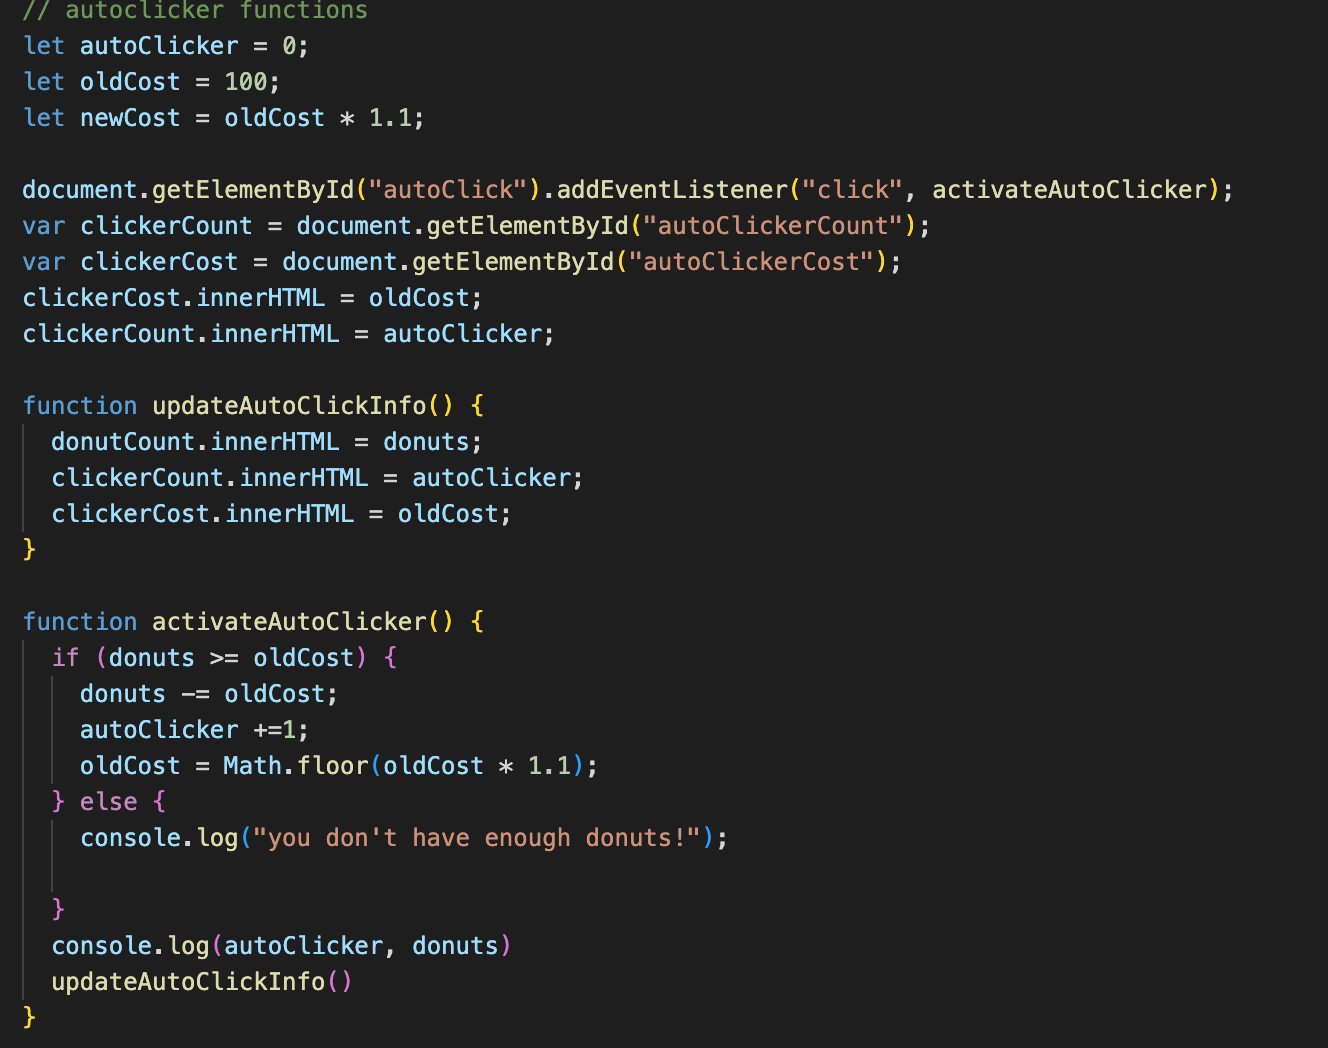 // autoclicker functions
let autoClicker = 0;
let oldCost = 100;
let newCost = oldCost * 1.1;
document.getElementById("autoClick").addEventListener("click", activateAutoClicker);
var clickerCount = document.getElementById("autoClickerCount");
var clickerCost = document.getElementById("autoClickerCost");
clickerCost.innerHTML = oldCost;
clickerCount.innerHTML = autoClicker;
function updateAutoClickInfo() {
donutCount.innerHTML = donuts;
clickerCount.innerHTML = autoClicker;
clickerCost.innerHTML = oldCost;
}
function activateAutoClicker() {
if (donuts >= oldCost) {
donuts -= oldCost;
autoClicker +=1;
oldCost = Math.floor(oldCost * 1.1);
} else {
console.log("you don't have enough donuts!");
}
console.log(autoClicker, donuts)
updateAutoClickInfo()
}